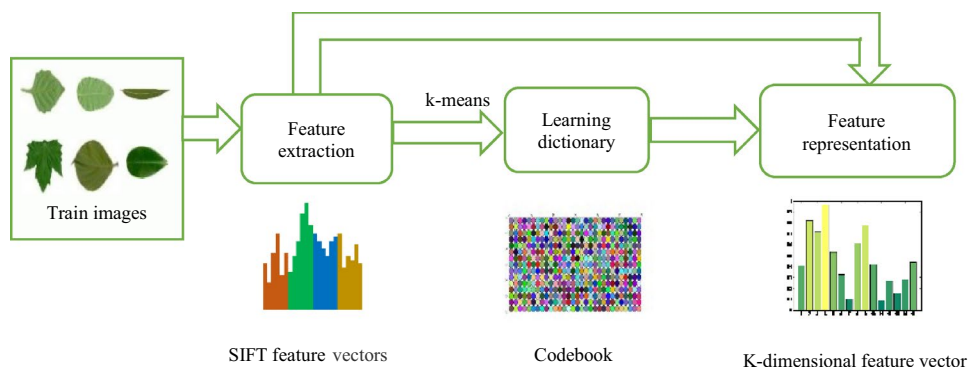 k-means
Feature
extraction
Learning
dictionary
Feature
representation
Train images
SIFT feature vectors
Codebook
K-dimensional feature vector